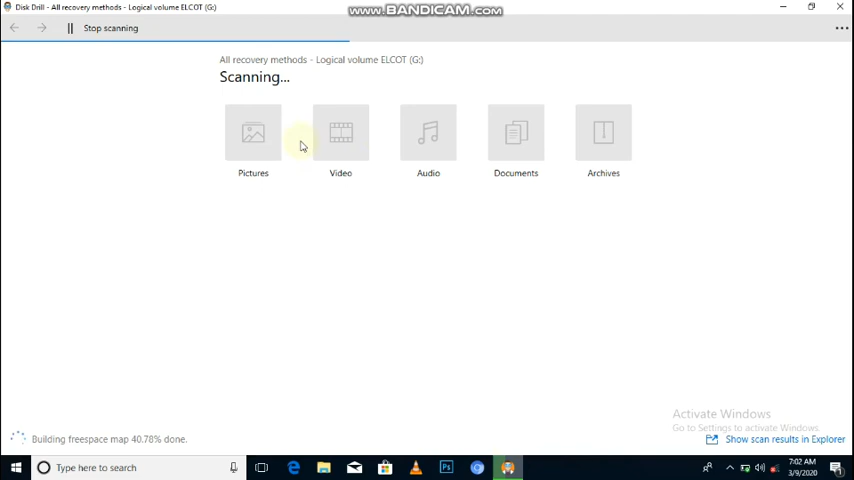 Disk Drill - All recovery methods - Logical volume ELCOT (G:)
www.BANDICAM.com
Stop scanning
All recovery methods - Logical volume ELCOT (G:)
Scanning...
Pictures
Video
Audio
Documents
Archives
Activate Windows
Go to Settings to activate Windows.
Building freespace map 40.78% done.
Show scan results in Explorer
Type here to search
Ps
7:02 AM
3/9/2020
1